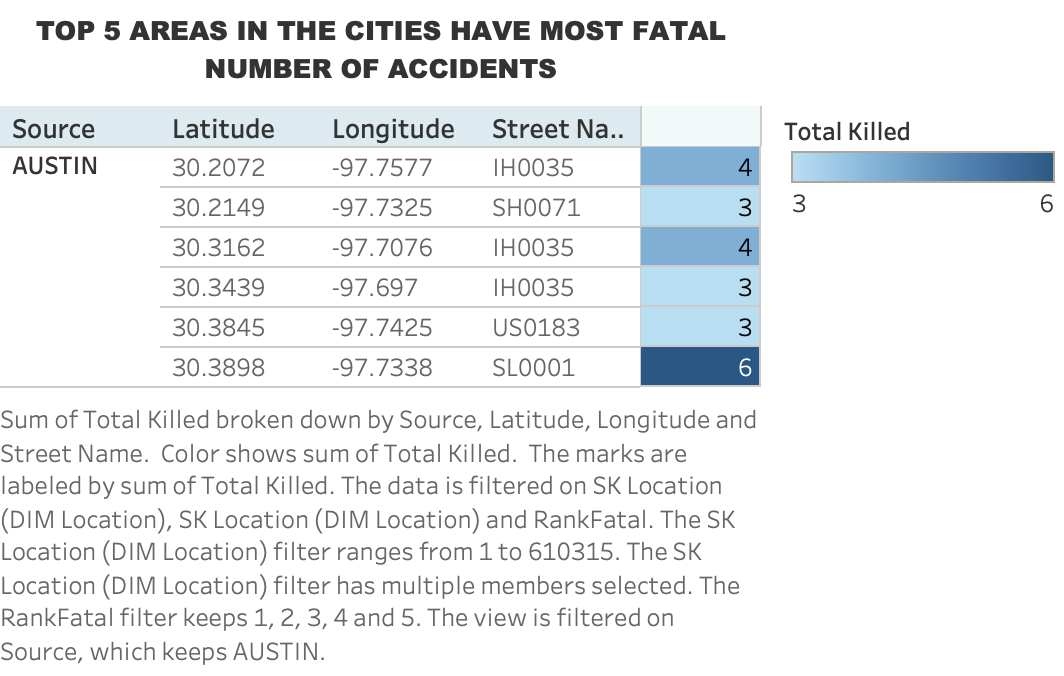 TOP 5 AREAS IN THE CITIES HAVE MOST FATAL
NUMBER OF ACCIDENTS
Source Latitude Longitude Street Na..
AUSTIN 30.2072 -97.7577 IH0035 4
30.2149 -97.7325 SH0071 3
30.3162 -97.7076 IH0035 4
30.3439 -97.697 IH0035 3
30.3845 -97.7425 US0183 3
30.3898 -97.7338 SL0001 6
Total Killed
3 6
Sum of Total Killed broken down by Source, Latitude, Longitude and
Street Name.  Color shows sum of Total Killed.  The marks are
labeled by sum of Total Killed. The data is filtered on SK Location
(DIM Location), SK Location (DIM Location) and RankFatal. The SK
Location (DIM Location) filter ranges from 1 to 610315. The SK
Location (DIM Location) filter has multiple members selected. The
RankFatal filter keeps 1, 2, 3, 4 and 5. The view is filtered on
Source, which keeps AUSTIN.